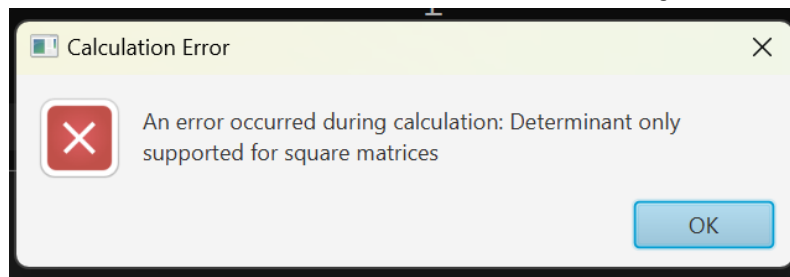 Calculation Error
An error occurred during calculation: Determinant only
supported for square matrices
OK